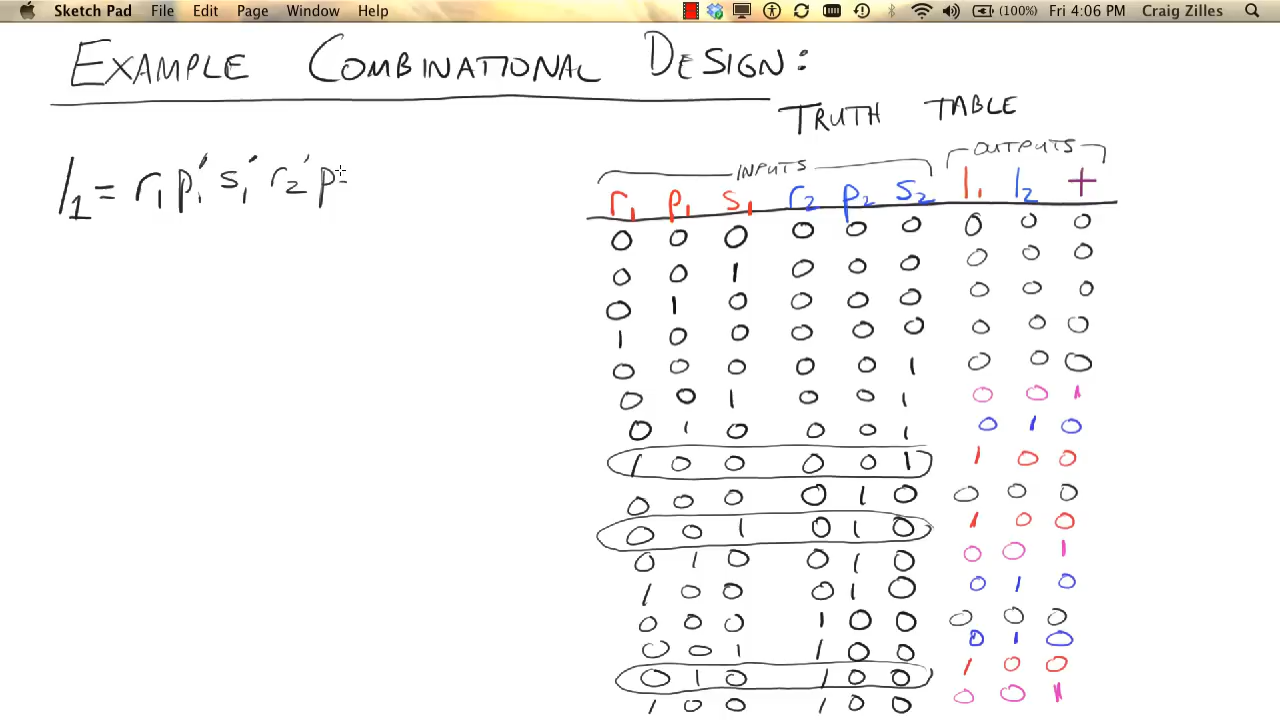 Sketch Pad File Edit Page Window Help (100%) Fri 4:06 PM Craig Zilles
EXAMPLE COMBINATIONAL DESIGN:
TRUTH TABLE
INPUTS OUTPUTS
l1 = r1 p1' s1' r2' p2
r1 p1 s1 r2 p2 s2 l1 l2 t
0 0 0 0 0 0 0 0 0
0 0 1 0 0 0 0 0 0
0 1 0 0 0 0 0 0 0
1 0 0 0 0 0 0 0 0
0 0 0 0 0 1 0 0 0
0 0 1 0 0 1 0 0 1
0 1 0 0 0 1 0 1 0
1 0 0 0 0 1 1 0 0
0 0 0 0 1 0 0 0 0
0 0 1 0 1 0 1 0 0
0 1 0 0 1 0 0 0 1
1 0 0 0 1 0 0 1 0
0 0 0 1 0 0 0 0 0
0 0 1 1 0 0 0 1 0
0 1 0 1 0 0 1 0 0
1 0 0 1 0 0 0 0 1